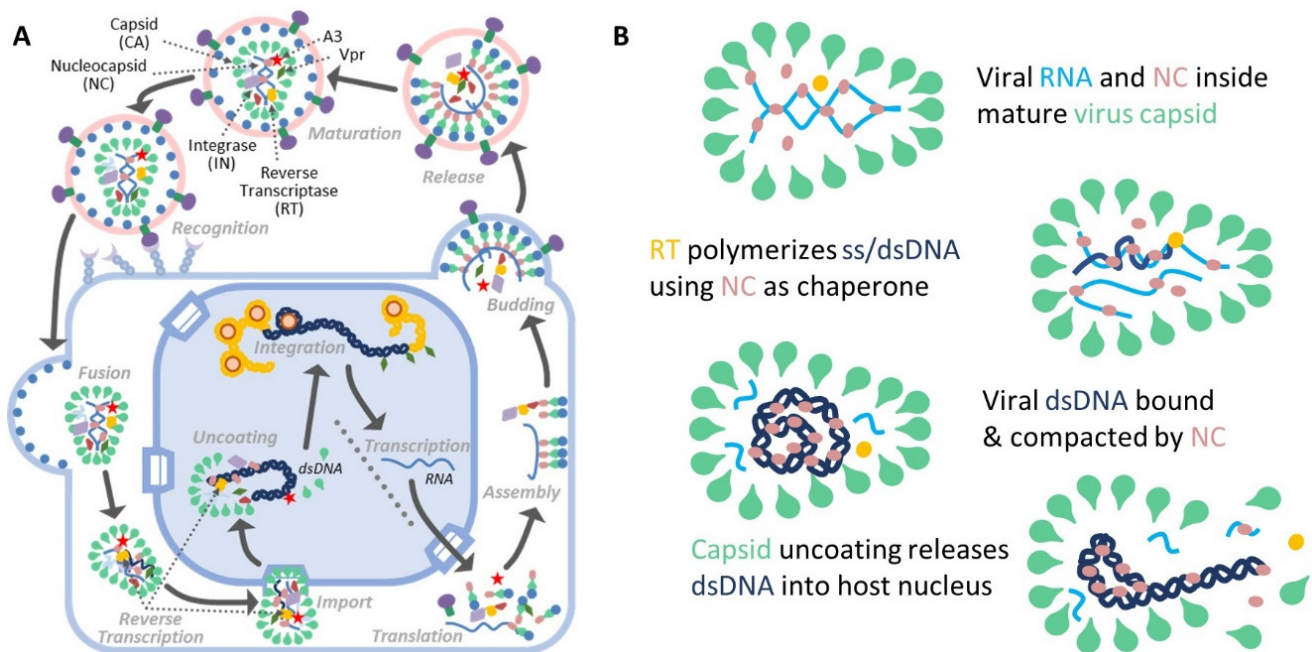 A
Capsid
(CA)
Nucleocapsid
(NC)
A3
Vpr
Integrase
(IN)
Reverse
Transcriptase
(RT)
Maturation
Release
Recognition
Budding
Integration
Fusion
Uncoating
dsDNA
Transcription
RNA
Assembly
Reverse
Transcription
Import
Translation
B
Viral RNA and NC inside
mature virus capsid
RT polymerizes ss/dsDNA
using NC as chaperone
Viral dsDNA bound
& compacted by NC
Capsid uncoating releases
dsDNA into host nucleus